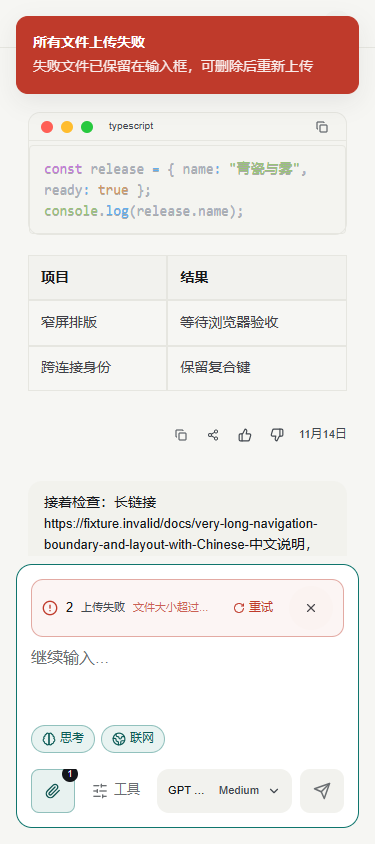 所有文件上传失败
失败文件已保留在输入框，可删除后重新上传
typescript
const release = { name: "青瓷与雾",
ready: true };
console.log(release.name);
项目 结果
窄屏排版 等待浏览器验收
跨连接身份 保留复合键
11月14日
接着检查：长链接
https://fixture.invalid/docs/very-long-navigation-
boundary-and-layout-with-Chinese-中文说明，
2 上传失败 文件大小超过... 重试
继续输入...
思考 联网
1
工具 GPT ... Medium